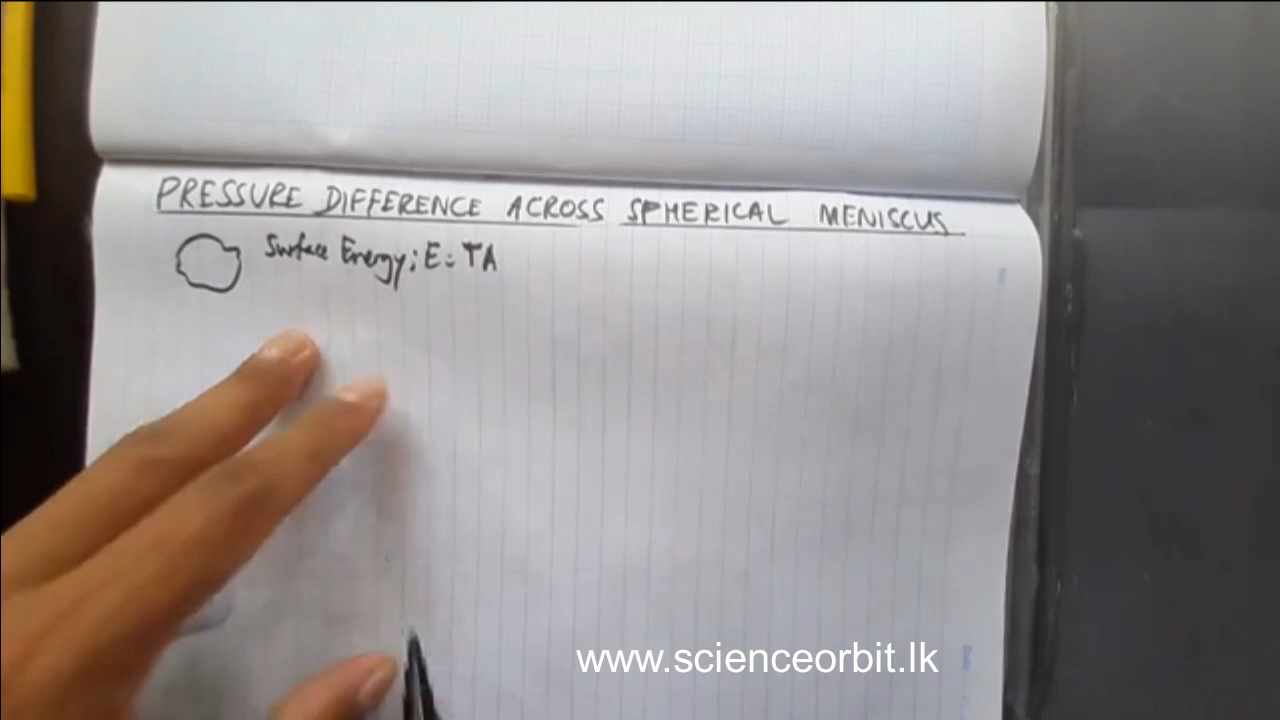 PRESSURE DIFFERENCE ACROSS SPHERICAL MENISCUS
Surface Energy; E = TA
www.scienceorbit.lk